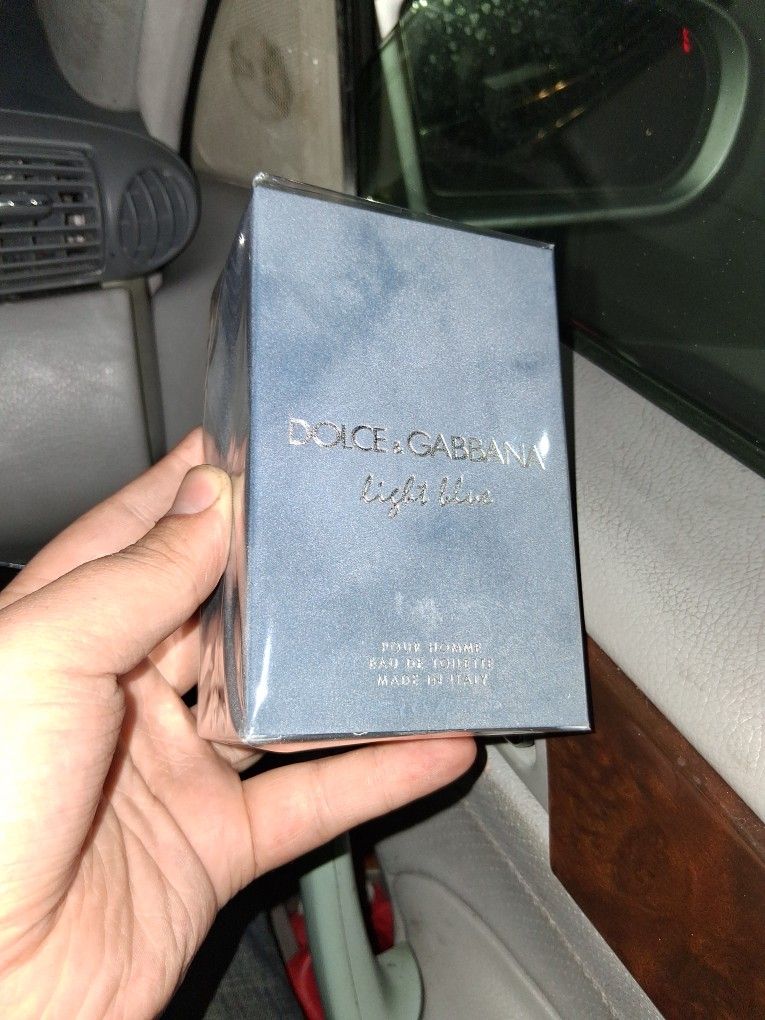 DOLCE & GABBANA
light blue
POUR HOMME
EAU DE TOILETTE
MADE IN ITALY